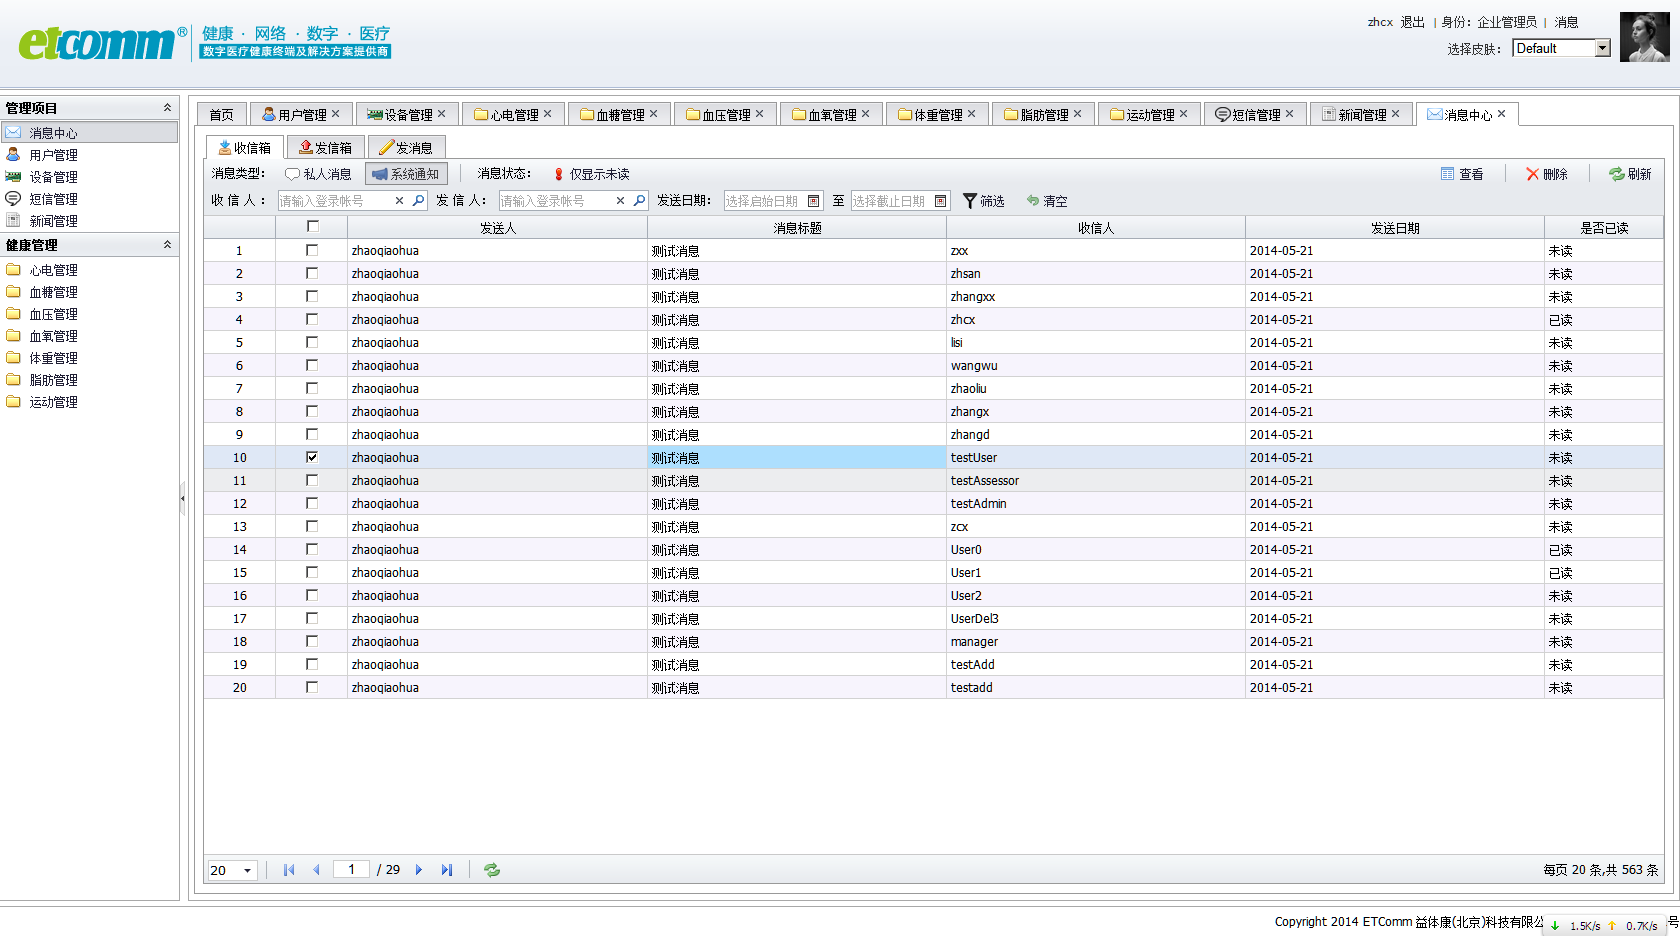 etcomm® 健康 · 网络 · 数字 · 医疗
数字医疗健康终端及解决方案提供商
zhcx 退出 | 身份：企业管理员 | 消息
选择皮肤： Default
管理项目
消息中心
用户管理
设备管理
短信管理
新闻管理
健康管理
心电管理
血糖管理
血压管理
血氧管理
体重管理
脂肪管理
运动管理
首页 用户管理 设备管理 心电管理 血糖管理 血压管理 血氧管理 体重管理 脂肪管理 运动管理 短信管理 新闻管理 消息中心
收信箱 发信箱 发消息
消息类型： 私人消息 系统通知 消息状态： 仅显示未读 查看 删除 刷新
收 信 人： 请输入登录帐号 发 信 人： 请输入登录帐号 发送日期： 选择启始日期 至 选择截止日期 筛选 清空
发送人 消息标题 收信人 发送日期 是否已读
1 zhaoqiaohua 测试消息 zxx 2014-05-21 未读
2 zhaoqiaohua 测试消息 zhsan 2014-05-21 未读
3 zhaoqiaohua 测试消息 zhangxx 2014-05-21 未读
4 zhaoqiaohua 测试消息 zhcx 2014-05-21 已读
5 zhaoqiaohua 测试消息 lisi 2014-05-21 未读
6 zhaoqiaohua 测试消息 wangwu 2014-05-21 未读
7 zhaoqiaohua 测试消息 zhaoliu 2014-05-21 未读
8 zhaoqiaohua 测试消息 zhangx 2014-05-21 未读
9 zhaoqiaohua 测试消息 zhangd 2014-05-21 未读
10 zhaoqiaohua 测试消息 testUser 2014-05-21 未读
11 zhaoqiaohua 测试消息 testAssessor 2014-05-21 未读
12 zhaoqiaohua 测试消息 testAdmin 2014-05-21 未读
13 zhaoqiaohua 测试消息 zcx 2014-05-21 未读
14 zhaoqiaohua 测试消息 User0 2014-05-21 已读
15 zhaoqiaohua 测试消息 User1 2014-05-21 已读
16 zhaoqiaohua 测试消息 User2 2014-05-21 未读
17 zhaoqiaohua 测试消息 UserDel3 2014-05-21 未读
18 zhaoqiaohua 测试消息 manager 2014-05-21 未读
19 zhaoqiaohua 测试消息 testAdd 2014-05-21 未读
20 zhaoqiaohua 测试消息 testadd 2014-05-21 未读
20 1 / 29 每页 20 条,共 563 条
Copyright 2014 ETComm 益体康(北京)科技有限公 1.5K/s 0.7K/s 号